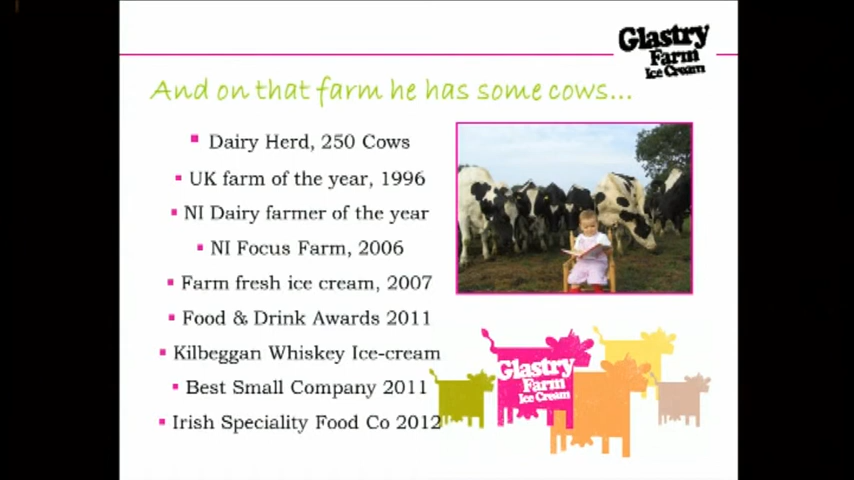 Glastry
Farm
Ice Cream
And on that farm he has some cows...
▪ Dairy Herd, 250 Cows
▪ UK farm of the year, 1996
▪ NI Dairy farmer of the year
▪ NI Focus Farm, 2006
▪ Farm fresh ice cream, 2007
▪ Food & Drink Awards 2011
▪ Kilbeggan Whiskey Ice-cream
▪ Best Small Company 2011
▪ Irish Speciality Food Co 2012
Glastry
Farm
Ice Cream